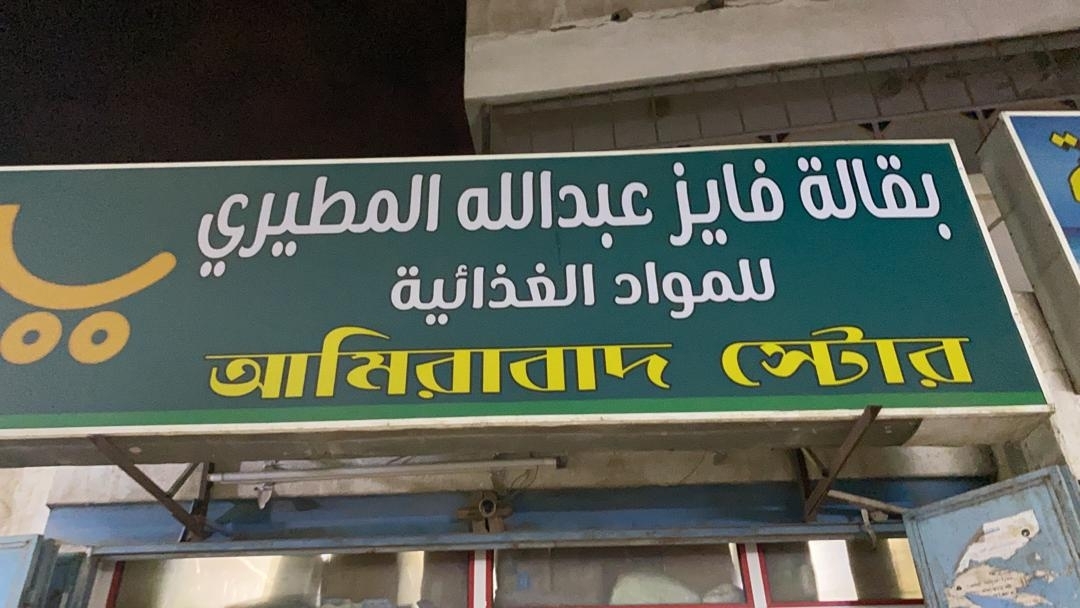 بقالة فايز عبدالله المطيري
للمواد الغذائية
আমিরাবাদ স্টোর